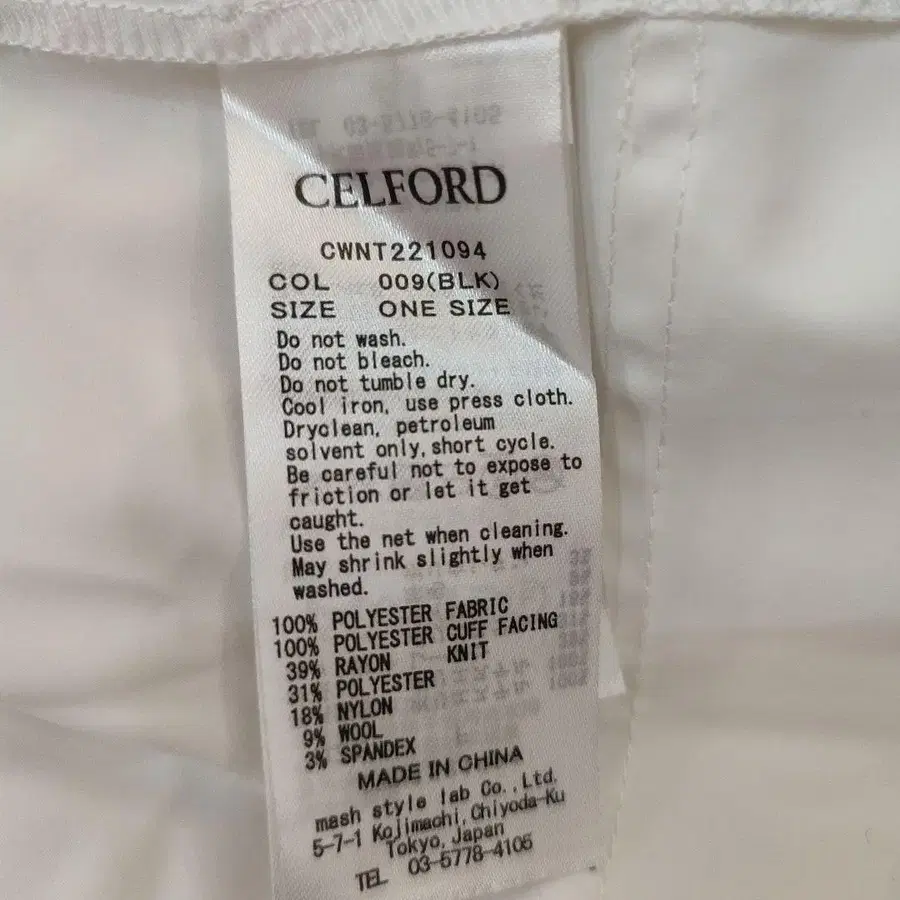 CELFORD
CWNT221094
COL 009(BLK)
SIZE ONE SIZE
Do not wash.
Do not bleach.
Do not tumble dry.
Cool iron, use press cloth.
Dryclean, petroleum
solvent only,short cycle.
Be careful not to expose to
friction or let it get
caught.
Use the net when cleaning.
May shrink slightly when
washed.
100% POLYESTER FABRIC
100% POLYESTER CUFF FACING
39% RAYON KNIT
31% POLYESTER
18% NYLON
9% WOOL
3% SPANDEX
MADE IN CHINA
mash style lab Co.,Ltd.
5-7-1 Kojimachi,Chiyoda-Ku
Tokyo,Japan
TEL 03-5778-4105